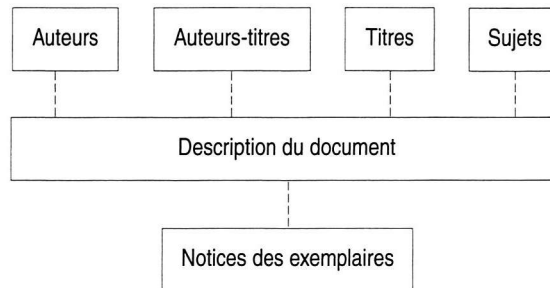 Auteurs
Auteurs-titres
Titres
Sujets
Description du document
Notices des exemplaires